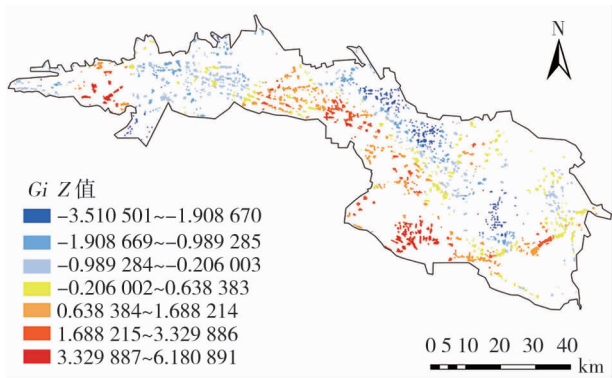 N
Gi Z值
-3.510 501~-1.908 670
-1.908 669~-0.989 285
-0.989 284~-0.206 003
-0.206 002~0.638 383
0.638 384~1.688 214
1.688 215~3.329 886
3.329 887~6.180 891
0 5 10 20 30 40
km